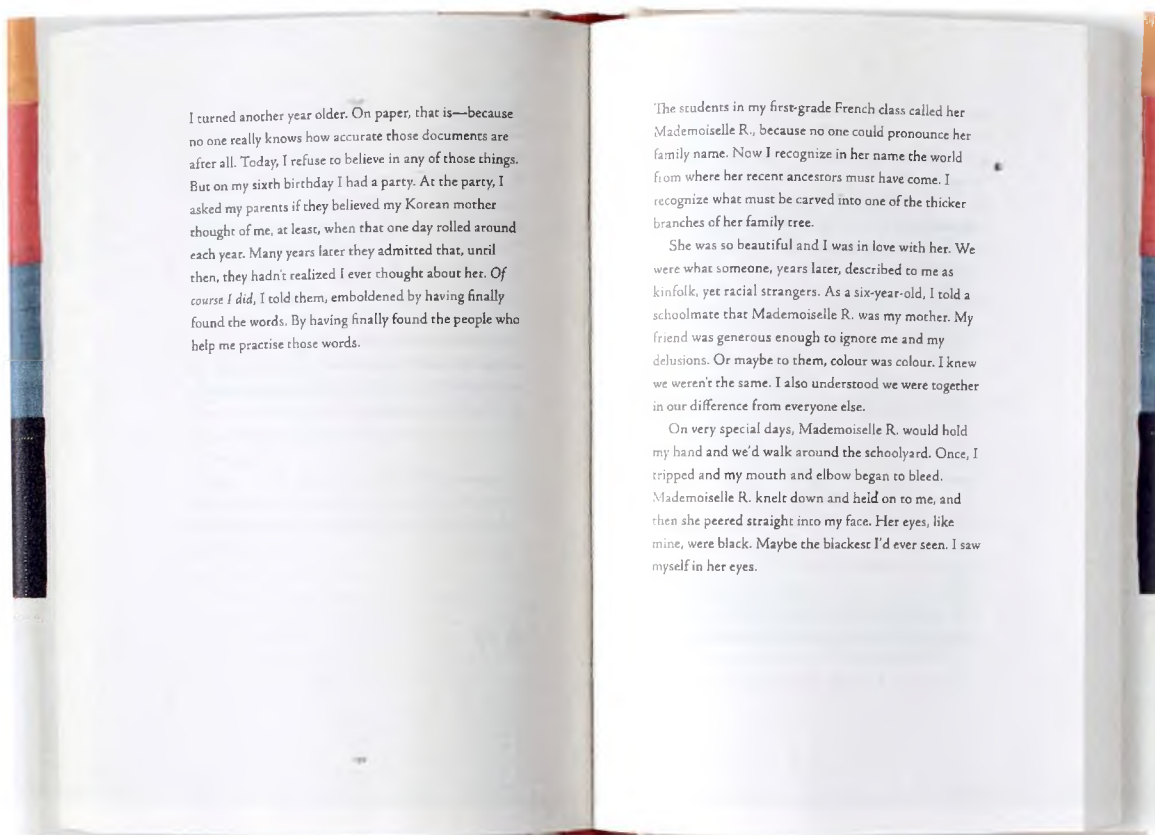 I turned another year older. On paper, that is—because
no one really knows how accurate those documents are
after all. Today, I refuse to believe in any of those things.
But on my sixth birthday I had a party. At the party, I
asked my parents if they believed my Korean mother
thought of me, at least, when that one day rolled around
each year. Many years later they admitted that, until
then, they hadn't realized I ever thought about her. Of
course I did, I told them, emboldened by having finally
found the words. By having finally found the people who
help me practise those words.
The students in my first-grade French class called her
Mademoiselle R., because no one could pronounce her
family name. Now I recognize in her name the world
from where her recent ancestors must have come. I
recognize what must be carved into one of the thicker
branches of her family tree.
She was so beautiful and I was in love with her. We
were what someone, years later, described to me as
kinfolk, yet racial strangers. As a six-year-old, I told a
schoolmate that Mademoiselle R. was my mother. My
friend was generous enough to ignore me and my
delusions. Or maybe to them, colour was colour. I knew
we weren't the same. I also understood we were together
in our difference from everyone else.
On very special days, Mademoiselle R. would hold
my hand and we'd walk around the schoolyard. Once, I
tripped and my mouth and elbow began to bleed.
Mademoiselle R. knelt down and held on to me, and
then she peered straight into my face. Her eyes, like
mine, were black. Maybe the blackest I'd ever seen. I saw
myself in her eyes.